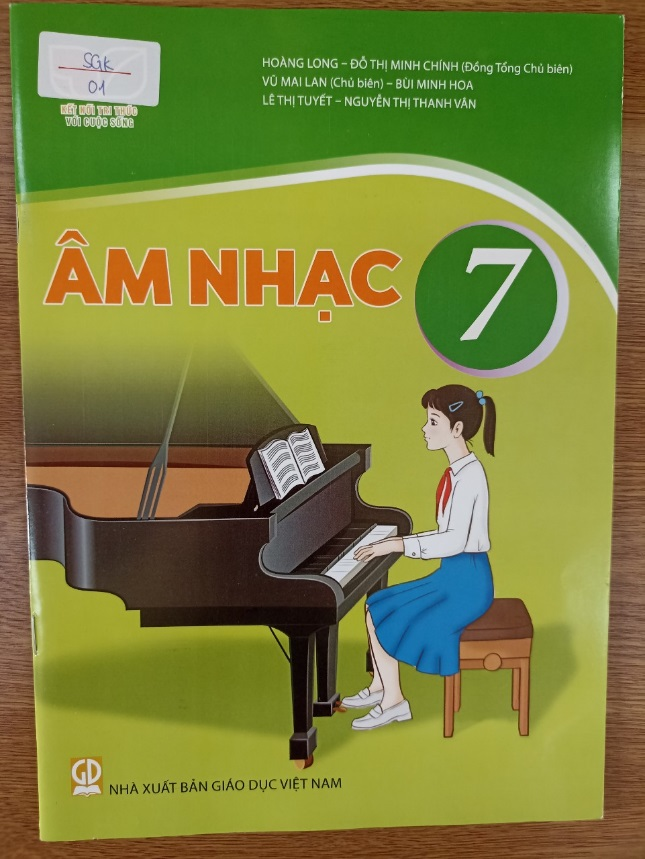 SGK
01
KẾT NỐI TRI THỨC
VỚI CUỘC SỐNG
HOÀNG LONG – ĐỖ THỊ MINH CHÍNH (Đồng Tổng Chủ biên)
VŨ MAI LAN (Chủ biên) – BÙI MINH HOA
LÊ THỊ TUYẾT – NGUYỄN THỊ THANH VÂN
ÂM NHẠC 7
GD
NHÀ XUẤT BẢN GIÁO DỤC VIỆT NAM